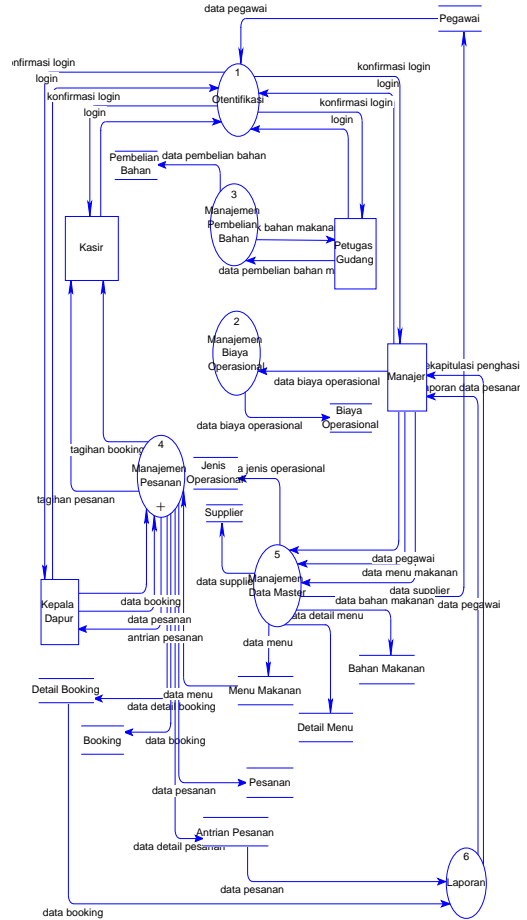 data pegawai
Pegawai
konfirmasi login
login
konfirmasi login
login
1
Otentifikasi
konfirmasi login
login
konfirmasi login
login
Pembelian
Bahan
data pembelian bahan
3
Manajemen
Pembelian
Bahan
bahan
data pembelian bahan
Petugas
Gudang
Kasir
2
Manajemen
Biaya
Operasional
data biaya operasional
Manajer
data biaya operasional
Biaya
Operasional
tagihan booking
4
Manajemen
Pesanan
+
tagihan pesanan
Jenis
Operasional
jenis operasional
Supplier
data supplier
5
Manajemen
Data Master
data pegawai
data menu makanan
data supplier
data bahan makanan
data pegawai
data detail menu
data menu
Kepala
Dapur
data booking
data pesanan
antrian pesanan
Bahan Makanan
Detail Booking
data menu
data detail booking
Menu Makanan
Booking
data booking
Detail Menu
data pesanan
Pesanan
Antrian Pesanan
data detail pesanan
6
Laporan
data pesanan
data booking